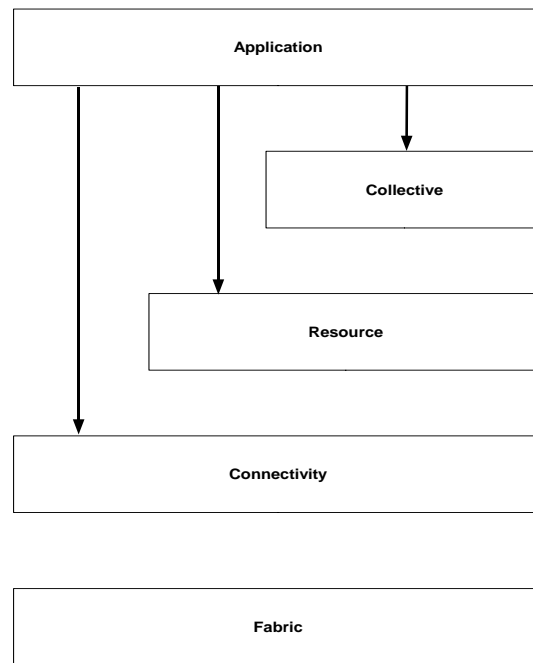 Application
Collective
Resource
Connectivity
Fabric